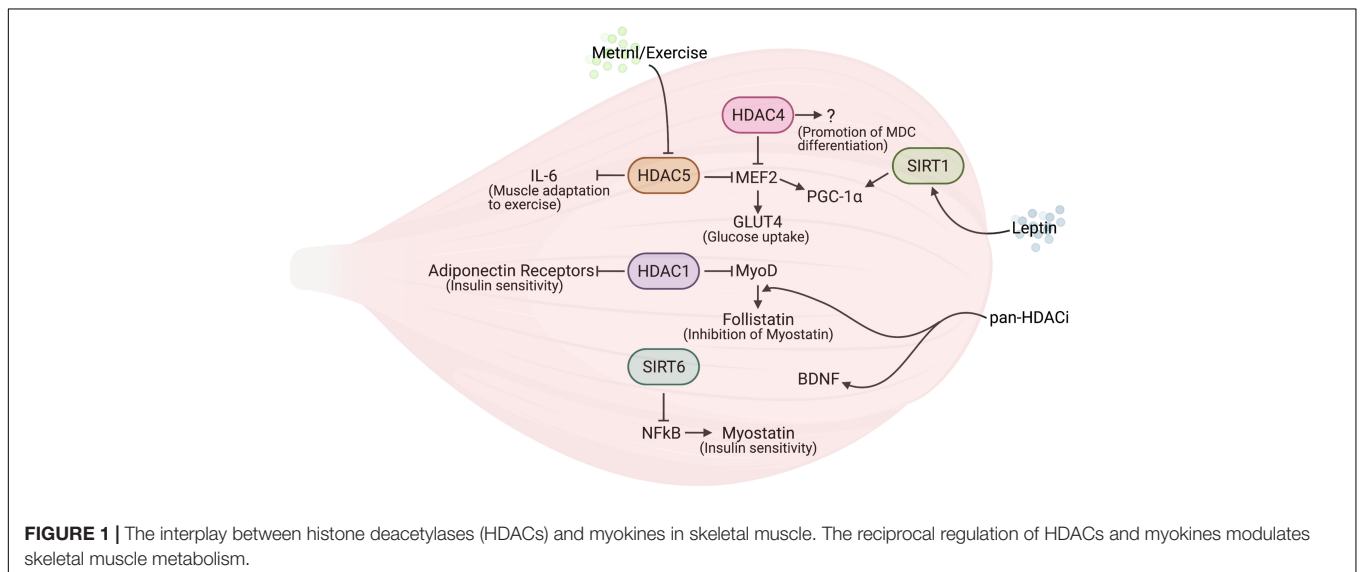 Metrnl/Exercise
HDAC4
?
(Promotion of MDC
differentiation)
SIRT1
IL-6
(Muscle adaptation
to exercise)
HDAC5
MEF2
PGC-1α
GLUT4
(Glucose uptake)
Leptin
Adiponectin Receptors
(Insulin sensitivity)
HDAC1
MyoD
Follistatin
(Inhibition of Myostatin)
pan-HDACi
SIRT6
BDNF
NFkB
Myostatin
(Insulin sensitivity)
FIGURE 1 | The interplay between histone deacetylases (HDACs) and myokines in skeletal muscle. The reciprocal regulation of HDACs and myokines modulates
skeletal muscle metabolism.